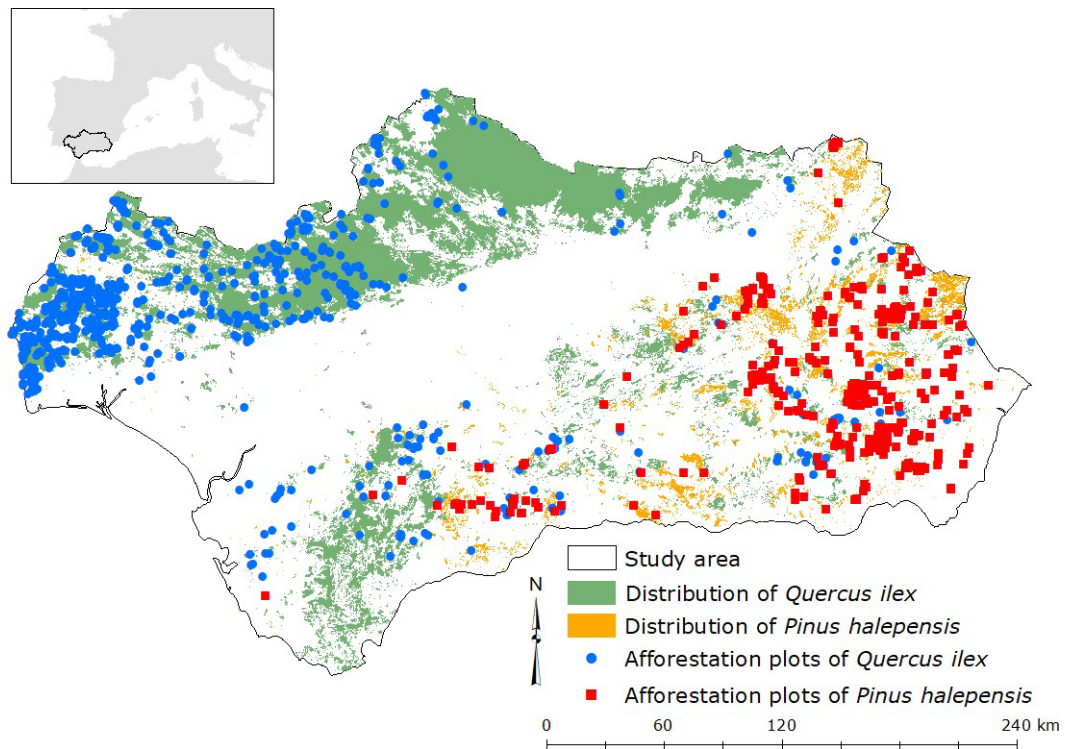 Study area
Distribution of Quercus ilex
Distribution of Pinus halepensis
N
Afforestation plots of Quercus ilex
Afforestation plots of Pinus halepensis
0 60 120 240 km